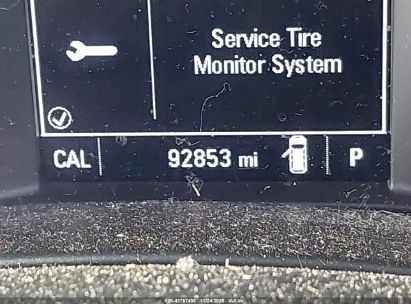 Service Tire
Monitor System
CAL 92853 mi P